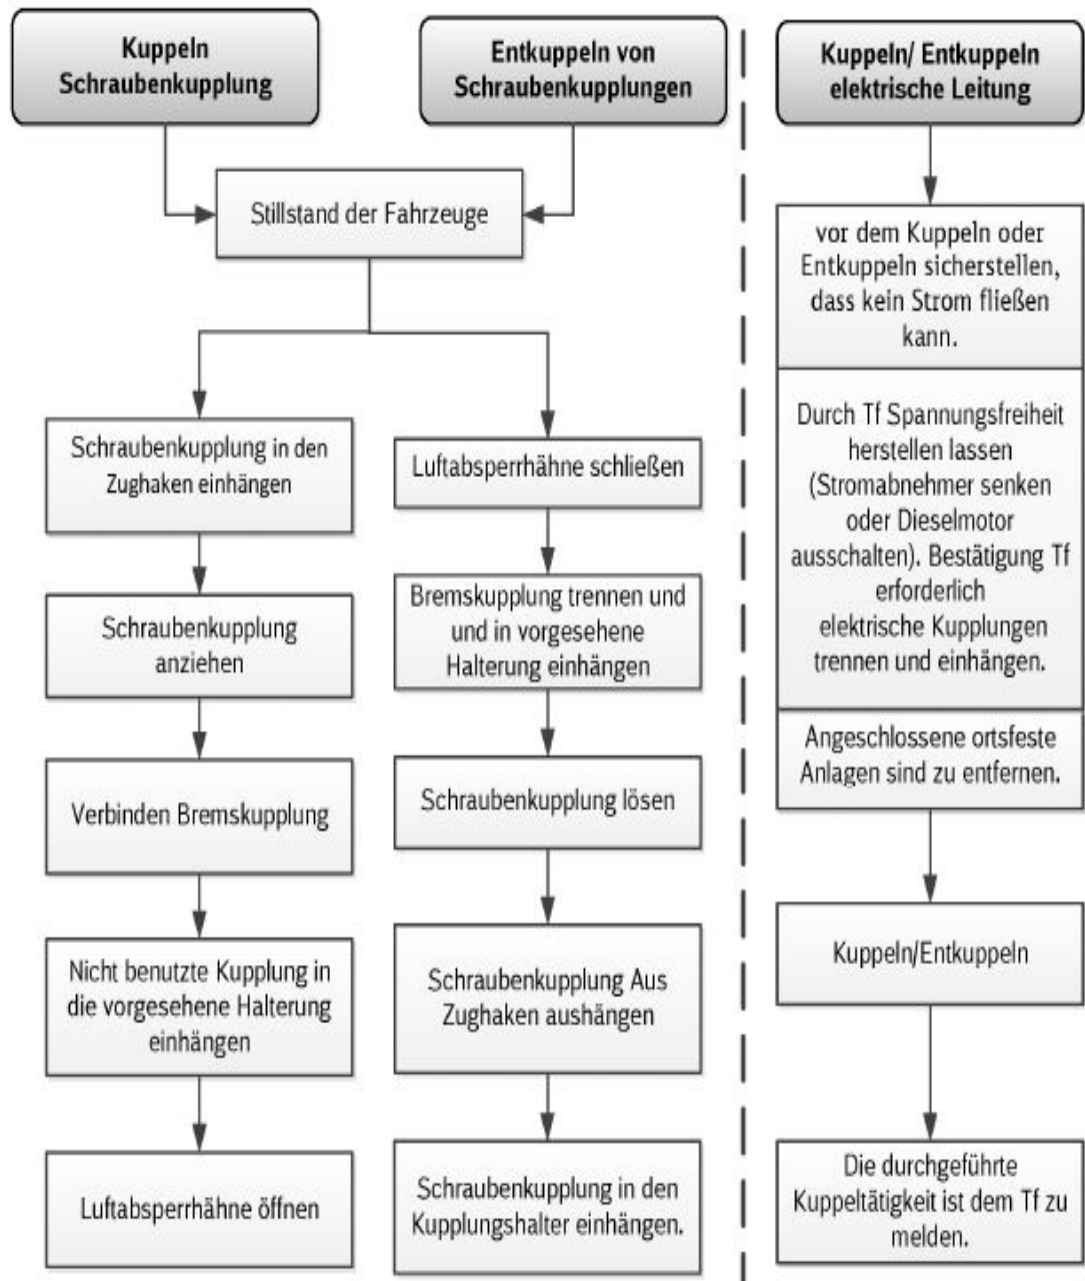 Kuppeln
Schraubenkupplung
Entkuppeln von
Schraubenkupplungen
Stillstand der Fahrzeuge
Schraubenkupplung in den
Zughaken einhängen
Schraubenkupplung
anziehen
Verbinden Bremskupplung
Nicht benutzte Kupplung in
die vorgesehene Halterung
einhängen
Luftabsperrhähne öffnen
Luftabsperrhähne schließen
Bremskupplung trennen und
und in vorgesehene
Halterung einhängen
Schraubenkupplung lösen
Schraubenkupplung Aus
Zughaken aushängen
Schraubenkupplung in den
Kupplungshalter einhängen.
Kuppeln/ Entkuppeln
elektrische Leitung
vor dem Kuppeln oder
Entkuppeln sicherstellen,
dass kein Strom fließen
kann.
Durch Tf Spannungsfreiheit
herstellen lassen
(Stromabnehmer senken
oder Dieselmotor
ausschalten). Bestätigung Tf
erforderlich
elektrische Kupplungen
trennen und einhängen.
Angeschlossene ortsfeste
Anlagen sind zu entfernen.
Kuppeln/Entkuppeln
Die durchgeführte
Kuppeltätigkeit ist dem Tf zu
melden.